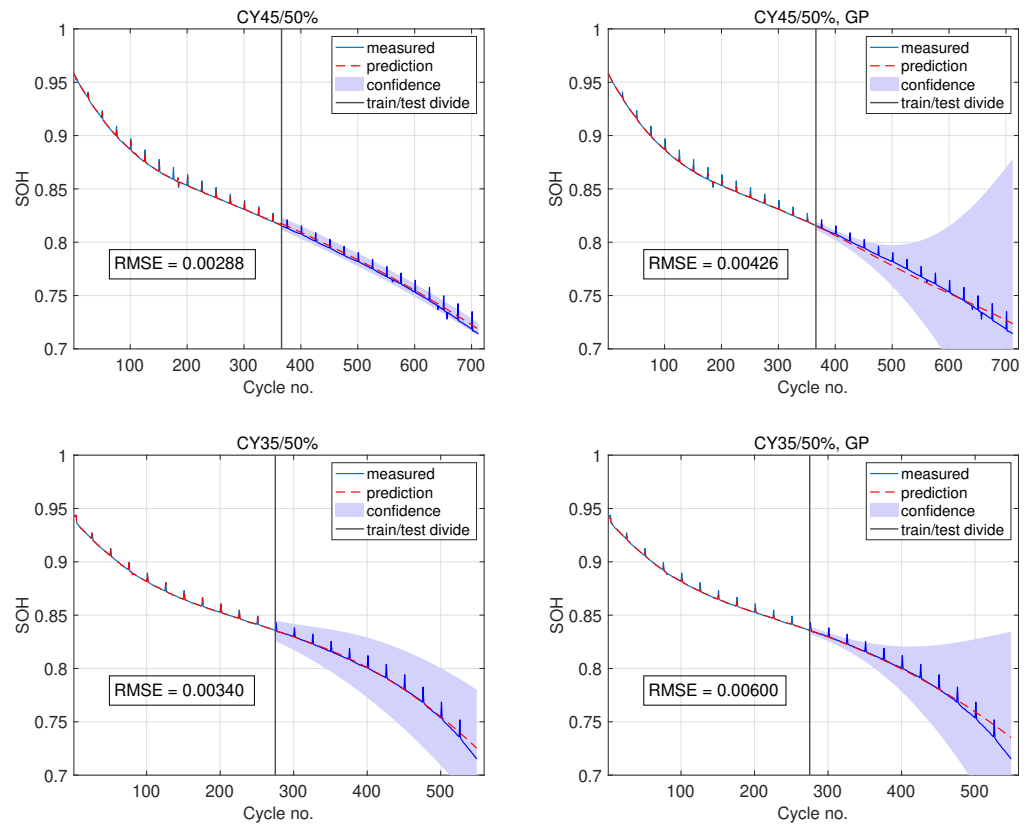 CY45/50%
1
0.95
0.9
0.85
0.8
0.75
0.7
SOH
measured
prediction
confidence
train/test divide
RMSE = 0.00288
100 200 300 400 500 600 700
Cycle no.
CY45/50%, GP
1
0.95
0.9
0.85
0.8
0.75
0.7
SOH
measured
prediction
confidence
train/test divide
RMSE = 0.00426
100 200 300 400 500 600 700
Cycle no.
CY35/50%
1
0.95
0.9
0.85
0.8
0.75
0.7
SOH
measured
prediction
confidence
train/test divide
RMSE = 0.00340
100 200 300 400 500
Cycle no.
CY35/50%, GP
1
0.95
0.9
0.85
0.8
0.75
0.7
SOH
measured
prediction
confidence
train/test divide
RMSE = 0.00600
100 200 300 400 500
Cycle no.